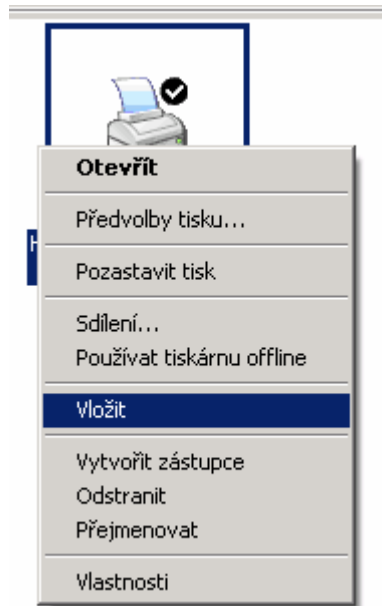 Otevřít
Předvolby tisku...
H
Pozastavit tisk
Sdílení...
Používat tiskárnu offline
Vložit
Vytvořit zástupce
Odstranit
Přejmenovat
Vlastnosti